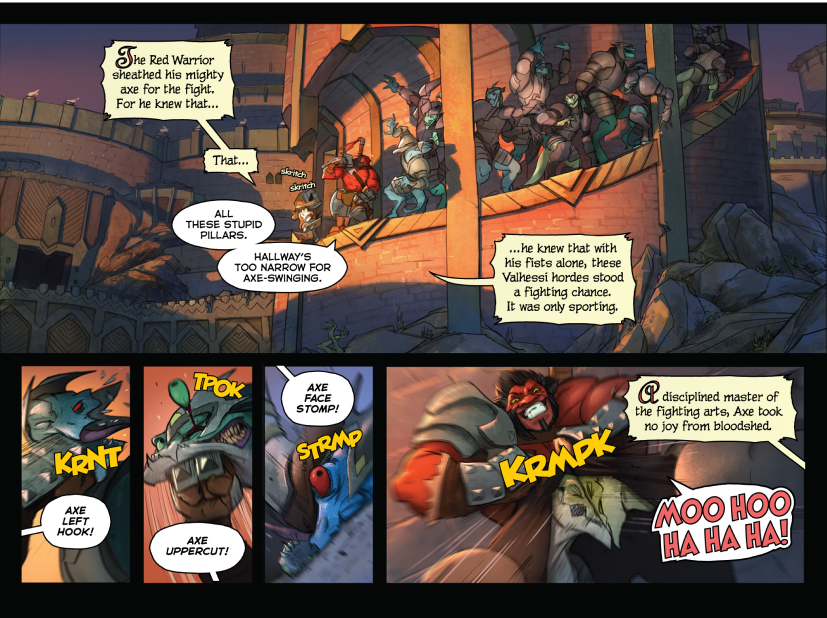 The Red Warrior
sheathed his mighty
axe for the fight.
For he knew that...
That...
skritch
skritch
ALL
THESE STUPID
PILLARS.
HALLWAY'S
TOO NARROW FOR
AXE-SWINGING.
...he knew that with
his fists alone, these
Valhessi hordes stood
a fighting chance.
It was only sporting.
KRNT
AXE
LEFT
HOOK!
TPOK
AXE
UPPERCUT!
AXE
FACE
STOMP!
STRMP
KRMPK
A disciplined master of
the fighting arts, Axe took
no joy from bloodshed.
MOO HOO
HA HA HA!